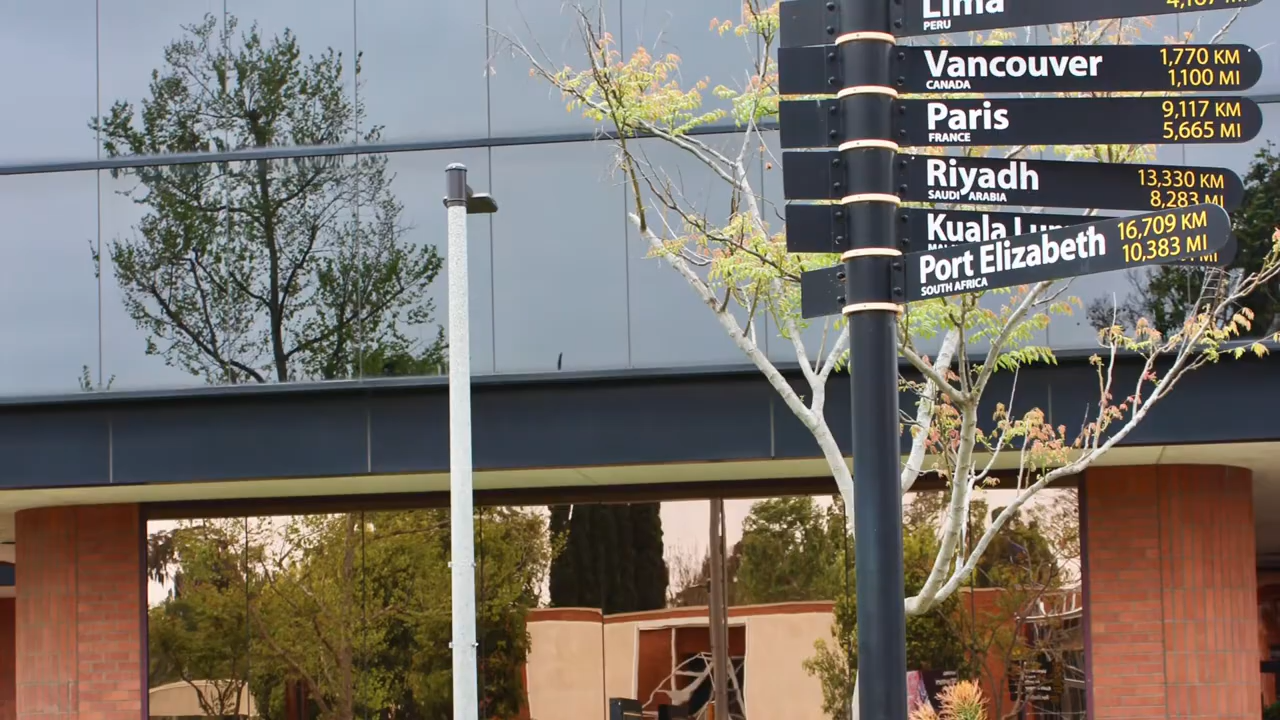 Lima
PERU
Vancouver
CANADA
1,770 KM
1,100 MI
Paris
FRANCE
9,117 KM
5,665 MI
Riyadh
SAUDI ARABIA
13,330 KM
8,283 MI
Kuala
Port Elizabeth
SOUTH AFRICA
16,709 KM
10,383 MI